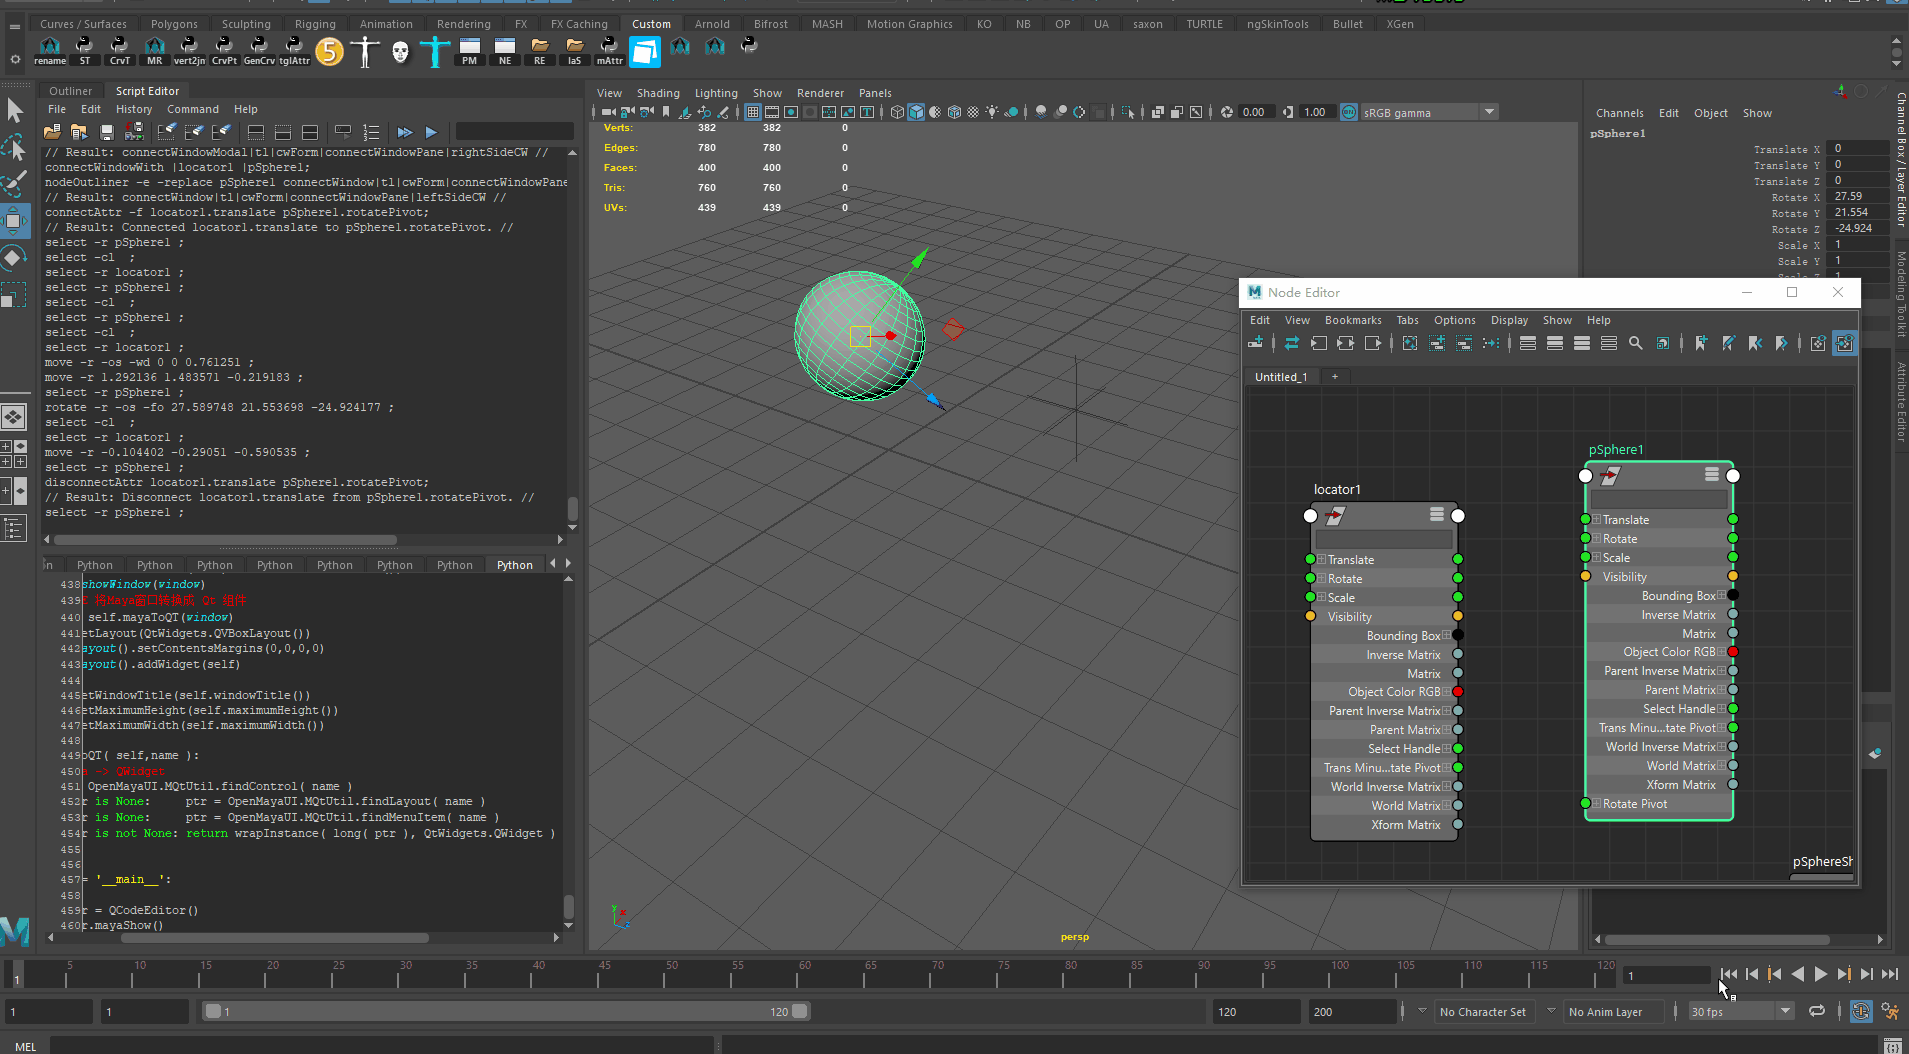 Curves / Surfaces Polygons Sculpting Rigging Animation Rendering FX FX Caching Custom Arnold Bifrost MASH Motion Graphics KO NB OP UA saxon TURTLE ngSkinTools Bullet XGen
rename ST CrvT MR vert2jn CrvPt GenCrv tglAttr 5 PM NE RE IaS mAttr
Outliner Script Editor
File Edit History Command Help
// Result: connectWindowModal|tl|cwForm|connectWindowPane|rightSideCW //
connectWindowWith |locator1 |pSphere1;
nodeOutliner -e -replace pSphere1 connectWindow|tl|cwForm|connectWindowPane
// Result: connectWindow|tl|cwForm|connectWindowPane|leftSideCW //
connectAttr -f locator1.translate pSphere1.rotatePivot;
// Result: Connected locator1.translate to pSphere1.rotatePivot. //
select -r pSphere1 ;
select -cl  ;
select -r locator1 ;
select -r pSphere1 ;
select -cl  ;
select -r pSphere1 ;
select -cl  ;
select -r locator1 ;
move -r -os -wd 0 0 0.761251 ;
move -r 1.292136 1.483571 -0.219183 ;
select -r pSphere1 ;
rotate -r -os -fo 27.589748 21.553698 -24.924177 ;
select -cl  ;
select -r locator1 ;
move -r -0.104402 -0.29051 -0.590535 ;
select -r pSphere1 ;
disconnectAttr locator1.translate pSphere1.rotatePivot;
// Result: Disconnect locator1.translate from pSphere1.rotatePivot. //
select -r pSphere1 ;
n Python Python Python Python Python Python Python Python
438 showWindow(window)
439 将Maya窗口转换成 Qt 组件
440 self.mayaToQT(window)
441 etLayout(QtWidgets.QVBoxLayout())
442 ayout().setContentsMargins(0,0,0,0)
443 ayout().addWidget(self)
444
445 etWindowTitle(self.windowTitle())
446 etMaximumHeight(self.maximumHeight())
447 etMaximumWidth(self.maximumWidth())
448
449 oQT( self,name ):
450 a -> QWidget
451 OpenMayaUI.MQtUtil.findControl( name )
452 r is None:     ptr = OpenMayaUI.MQtUtil.findLayout( name )
453 r is None:     ptr = OpenMayaUI.MQtUtil.findMenuItem( name )
454 r is not None: return wrapInstance( long( ptr ), QtWidgets.QWidget )
455
456
457 = '__main__':
458
459 r = QCodeEditor()
460 r.mayaShow()
View Shading Lighting Show Renderer Panels
0.00 1.00 sRGB gamma
Verts: 382 382 0
Edges: 780 780 0
Faces: 400 400 0
Tris: 760 760 0
UVs: 439 439 0
persp
y x z
Channels Edit Object Show
pSphere1
Translate X 0
Translate Y 0
Translate Z 0
Rotate X 27.59
Rotate Y 21.554
Rotate Z -24.924
Scale X 1
Scale Y 1
Channel Box / Layer Editor
Modeling Toolkit
Attribute Editor
M Node Editor
Edit View Bookmarks Tabs Options Display Show Help
Untitled_1 +
locator1
Translate
Rotate
Scale
Visibility
Bounding Box
Inverse Matrix
Matrix
Object Color RGB
Parent Inverse Matrix
Parent Matrix
Select Handle
Trans Minu...tate Pivot
World Inverse Matrix
World Matrix
Xform Matrix
pSphere1
Translate
Rotate
Scale
Visibility
Bounding Box
Inverse Matrix
Matrix
Object Color RGB
Parent Inverse Matrix
Parent Matrix
Select Handle
Trans Minu...tate Pivot
World Inverse Matrix
World Matrix
Xform Matrix
Rotate Pivot
pSphereSh
1 5 10 15 20 25 30 35 40 45 50 55 60 65 70 75 80 85 90 95 100 105 110 115 120 1
1 1 1 120 120 200 No Character Set No Anim Layer 30 fps
MEL